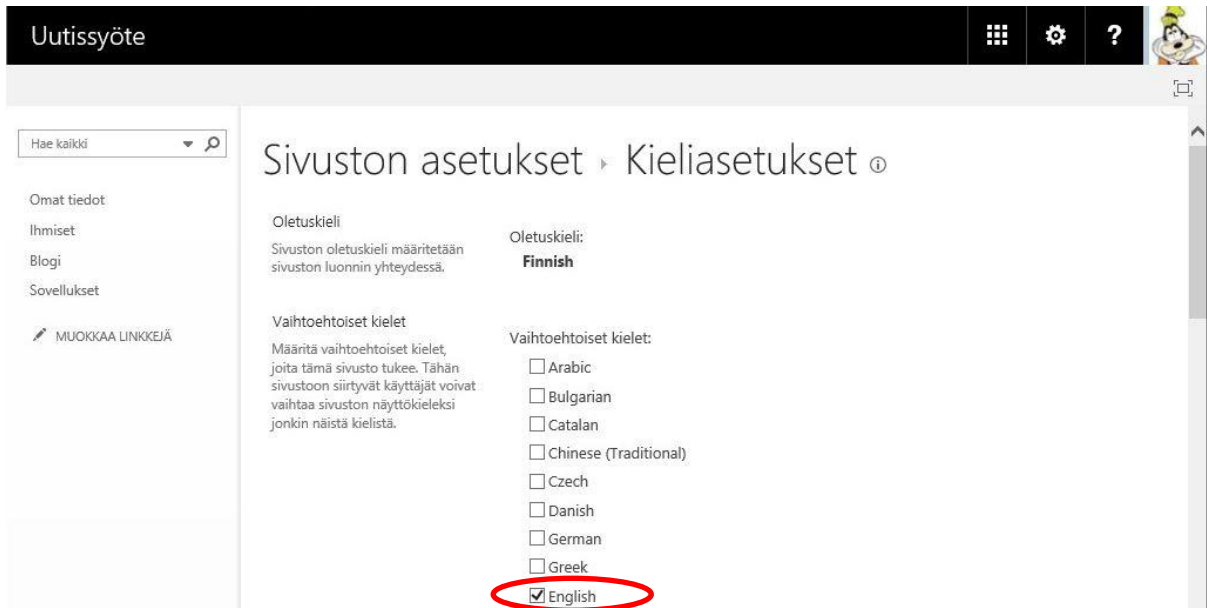 Uutissyöte
?
Hae kaikki
Sivuston asetukset ▸ Kieliasetukset
Omat tiedot
Ihmiset
Blogi
Sovellukset
MUOKKAA LINKKEJÄ
Oletuskieli
Sivuston oletuskieli määritetään
sivuston luonnin yhteydessä.
Oletuskieli:
Finnish
Vaihtoehtoiset kielet
Määritä vaihtoehtoiset kielet,
joita tämä sivusto tukee. Tähän
sivustoon siirtyvät käyttäjät voivat
vaihtaa sivuston näyttökieleksi
jonkin näistä kielistä.
Vaihtoehtoiset kielet:
Arabic
Bulgarian
Catalan
Chinese (Traditional)
Czech
Danish
German
Greek
English